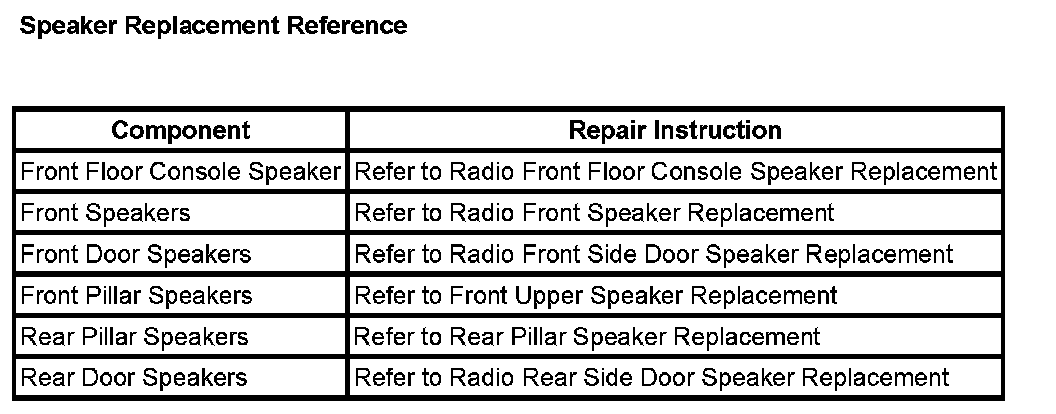 Speaker Replacement Reference
Component Repair Instruction
Front Floor Console Speaker Refer to Radio Front Floor Console Speaker Replacement
Front Speakers Refer to Radio Front Speaker Replacement
Front Door Speakers Refer to Radio Front Side Door Speaker Replacement
Front Pillar Speakers Refer to Front Upper Speaker Replacement
Rear Pillar Speakers Refer to Rear Pillar Speaker Replacement
Rear Door Speakers Refer to Radio Rear Side Door Speaker Replacement